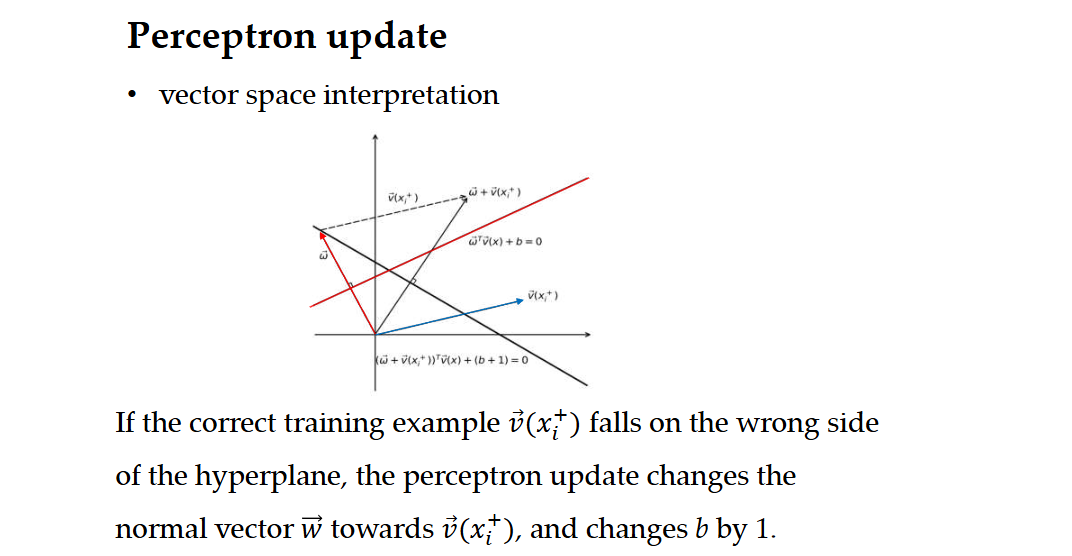 Perceptron update
• vector space interpretation
v⃗(xᵢ⁺)
ω⃗ + v⃗(xᵢ⁺)
ω⃗ᵀv⃗(x) + b = 0
ω⃗
v⃗(xᵢ⁺)
(ω⃗ + v⃗(xᵢ⁺))ᵀv⃗(x) + (b + 1) = 0
If the correct training example v⃗(xᵢ⁺) falls on the wrong side
of the hyperplane, the perceptron update changes the
normal vector w⃗ towards v⃗(xᵢ⁺), and changes b by 1.